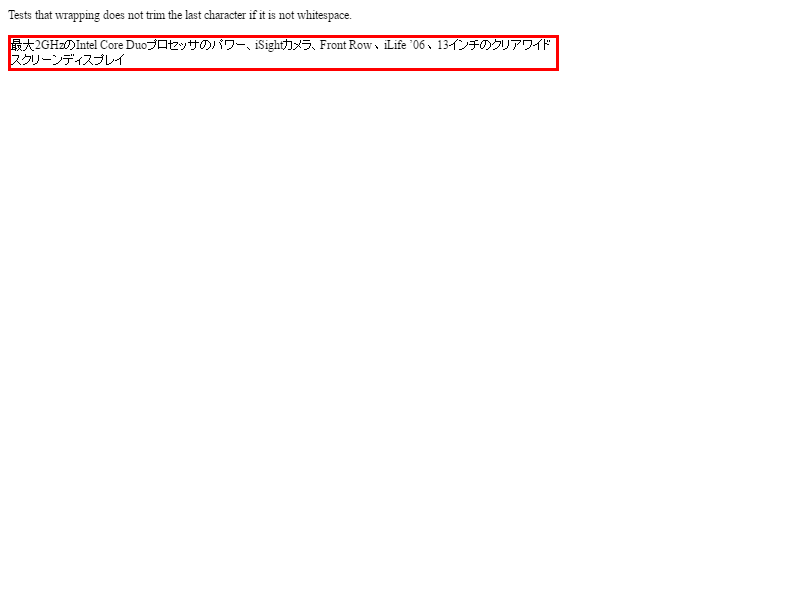 Tests that wrapping does not trim the last character if it is not whitespace.
最大2GHzのIntel Core Duoプロセッサのパワー、iSightカメラ、Front Row、iLife ’06、13インチのクリアワイド
スクリーンディスプレイ